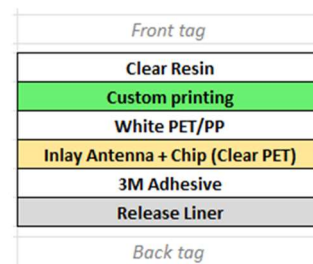 Front tag
Clear Resin
Custom printing
White PET/PP
Inlay Antenna + Chip (Clear PET)
3M Adhesive
Release Liner
Back tag